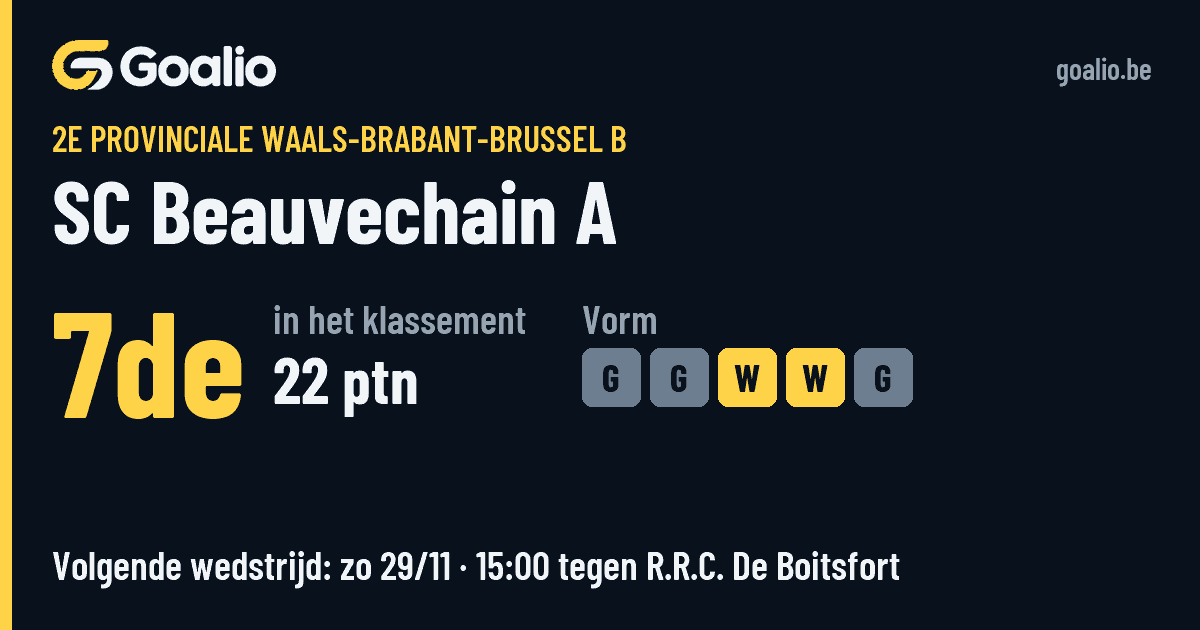 Goalio
goalio.be
2E PROVINCIALE WAALS-BRABANT-BRUSSEL B
SC Beauvechain A
7de
in het klassement
22 ptn
Vorm
G G W W G
Volgende wedstrijd: zo 29/11 · 15:00 tegen R.R.C. De Boitsfort